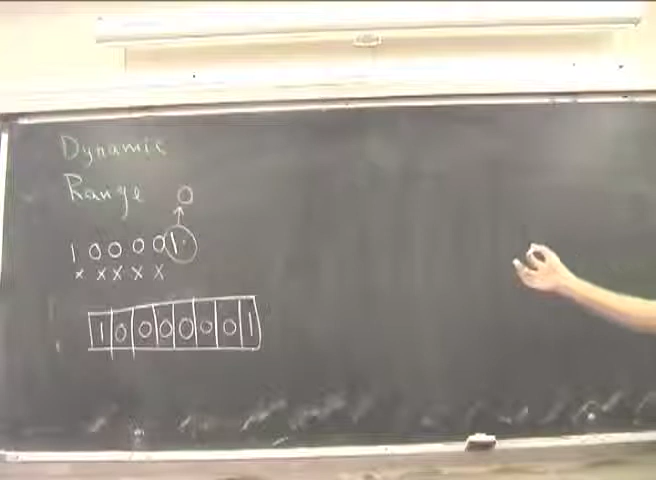 Dynamic
Range
0
1 0 0 0 0 1.
x x x x x
1 0 0 0 0 0 0 1